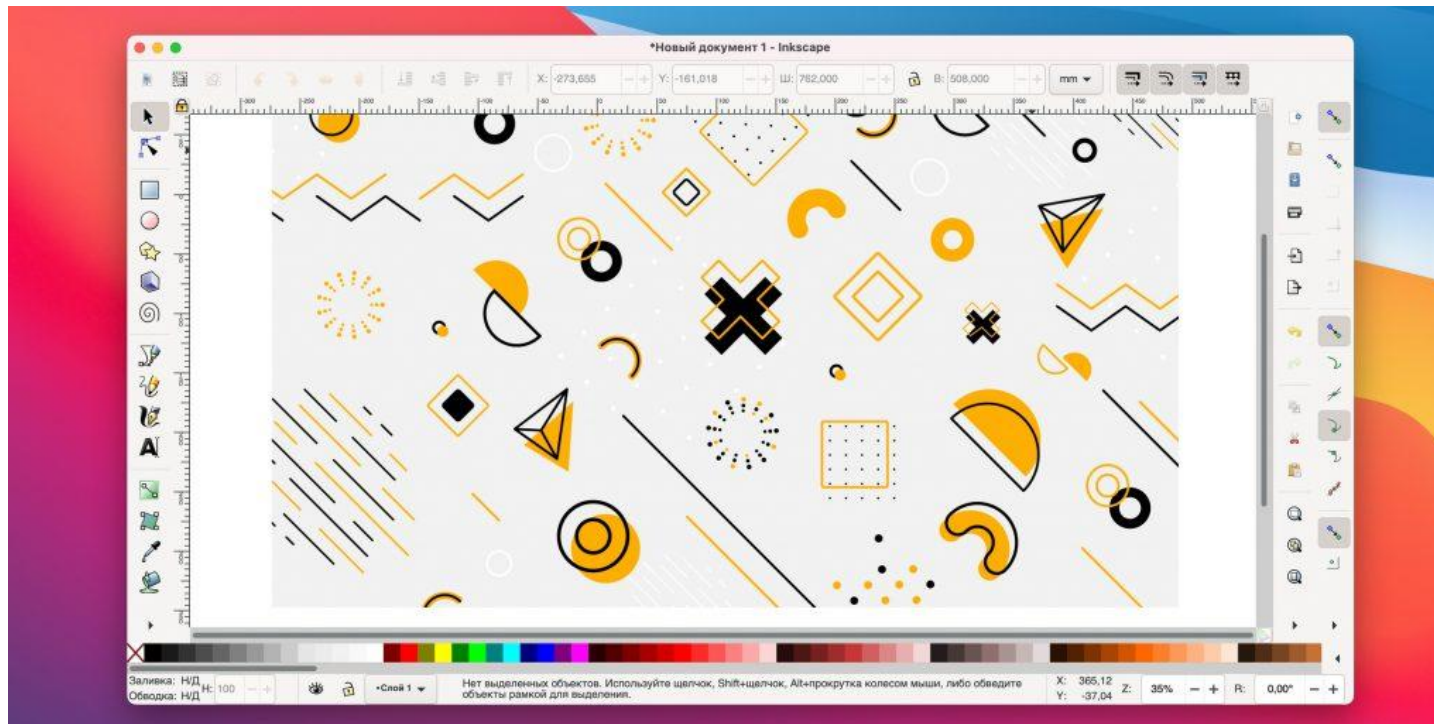 *Новый документ 1 - Inkscape
X: -273,655 Y: -161,018 Ш: 762,000 В: 508,000 mm
Заливка: Н/Д
Обводка: Н/Д
Н: 100
•Слой 1
Нет выделенных объектов. Используйте щелчок, Shift+щелчок, Alt+прокрутка колесом мыши, либо обведите
объекты рамкой для выделения.
X: 365,12
Y: -37,04
Z: 35%
R: 0,00°